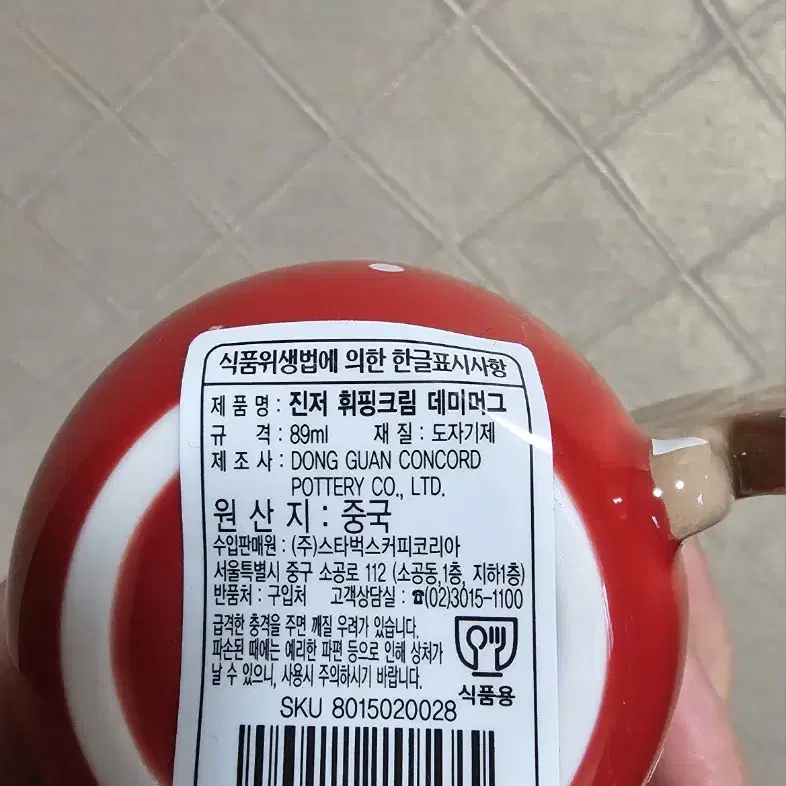 식품위생법에 의한 한글표시사항
제 품 명 : 진저 휘핑크림 데미머그
규 격 : 89ml 재 질 : 도자기제
제 조 사 : DONG GUAN CONCORD
POTTERY CO., LTD.
원 산 지 : 중국
수입판매원 : (주)스타벅스커피코리아
서울특별시 중구 소공로 112 (소공동,1층, 지하1층)
반품처 : 구입처 고객상담실 : ☎(02)3015-1100
급격한 충격을 주면 깨질 우려가 있습니다.
파손된 때에는 예리한 파편 등으로 인해 상처가
날 수 있으니, 사용시 주의하시기 바랍니다.
식품용
SKU 8015020028